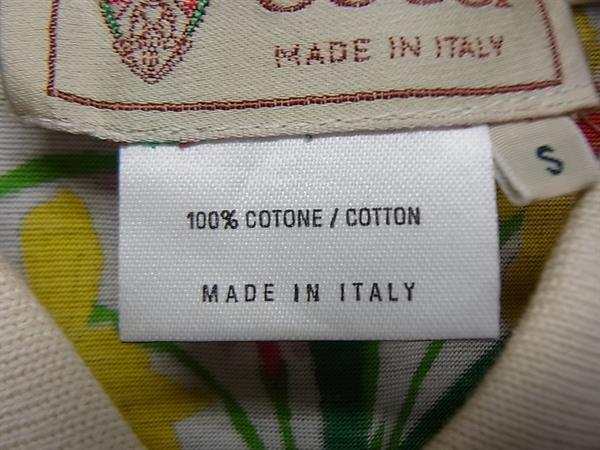 MADE IN ITALY
S
100% COTONE / COTTON
MADE IN ITALY